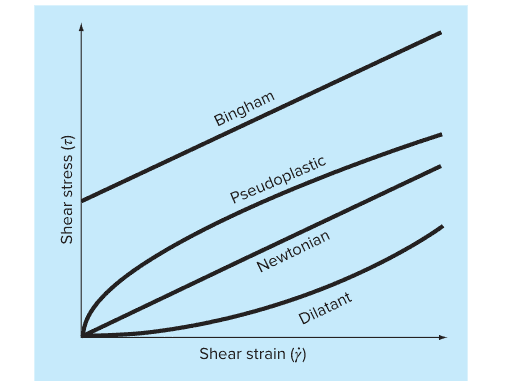 Bingham
Pseudoplastic
Newtonian
Dilatant
Shear stress (τ)
Shear strain (γ̇)